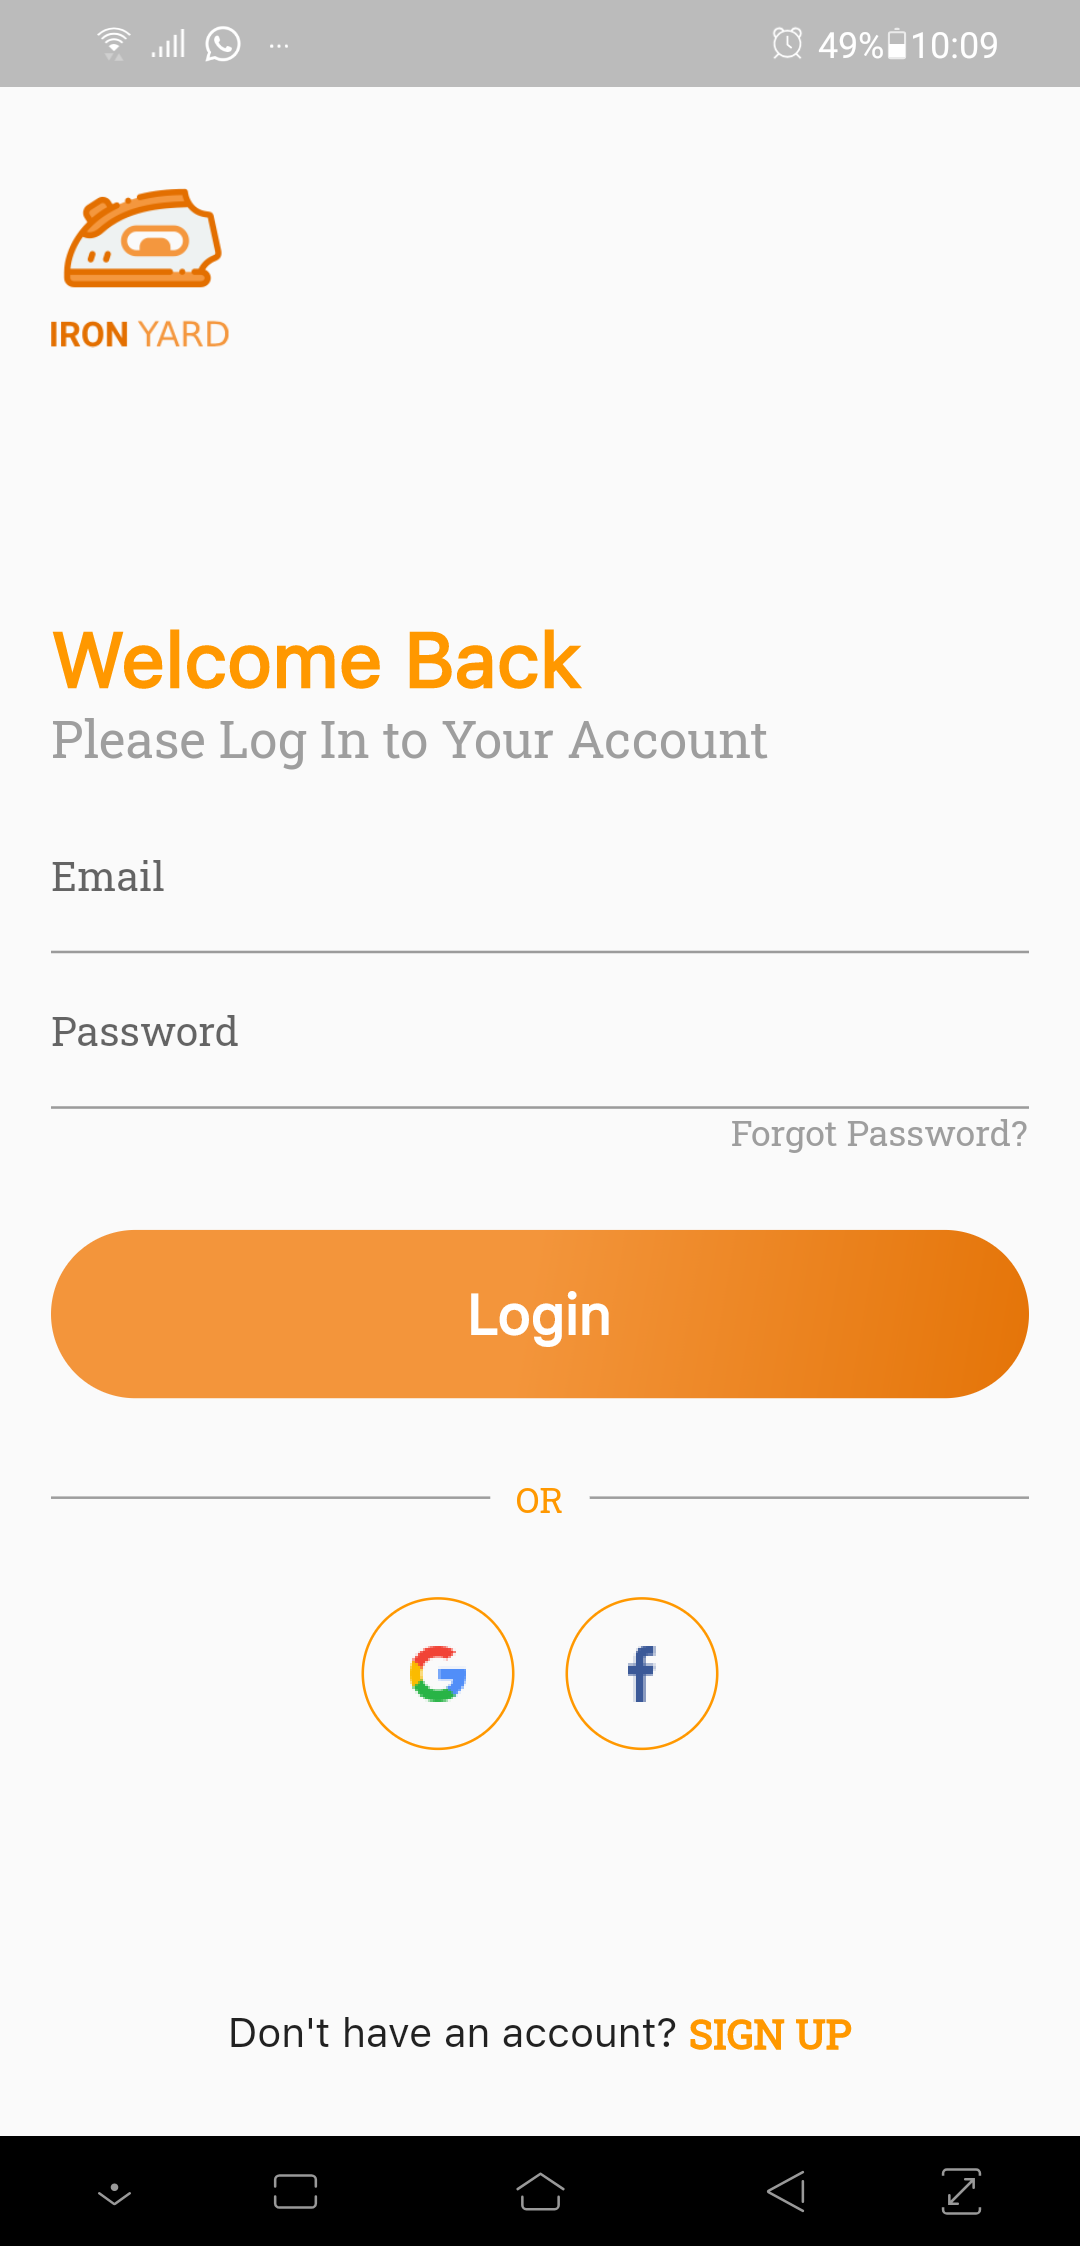 49% 10:09
IRON YARD
Welcome Back
Please Log In to Your Account
Email
Password
Forgot Password?
Login
OR
Don't have an account? SIGN UP